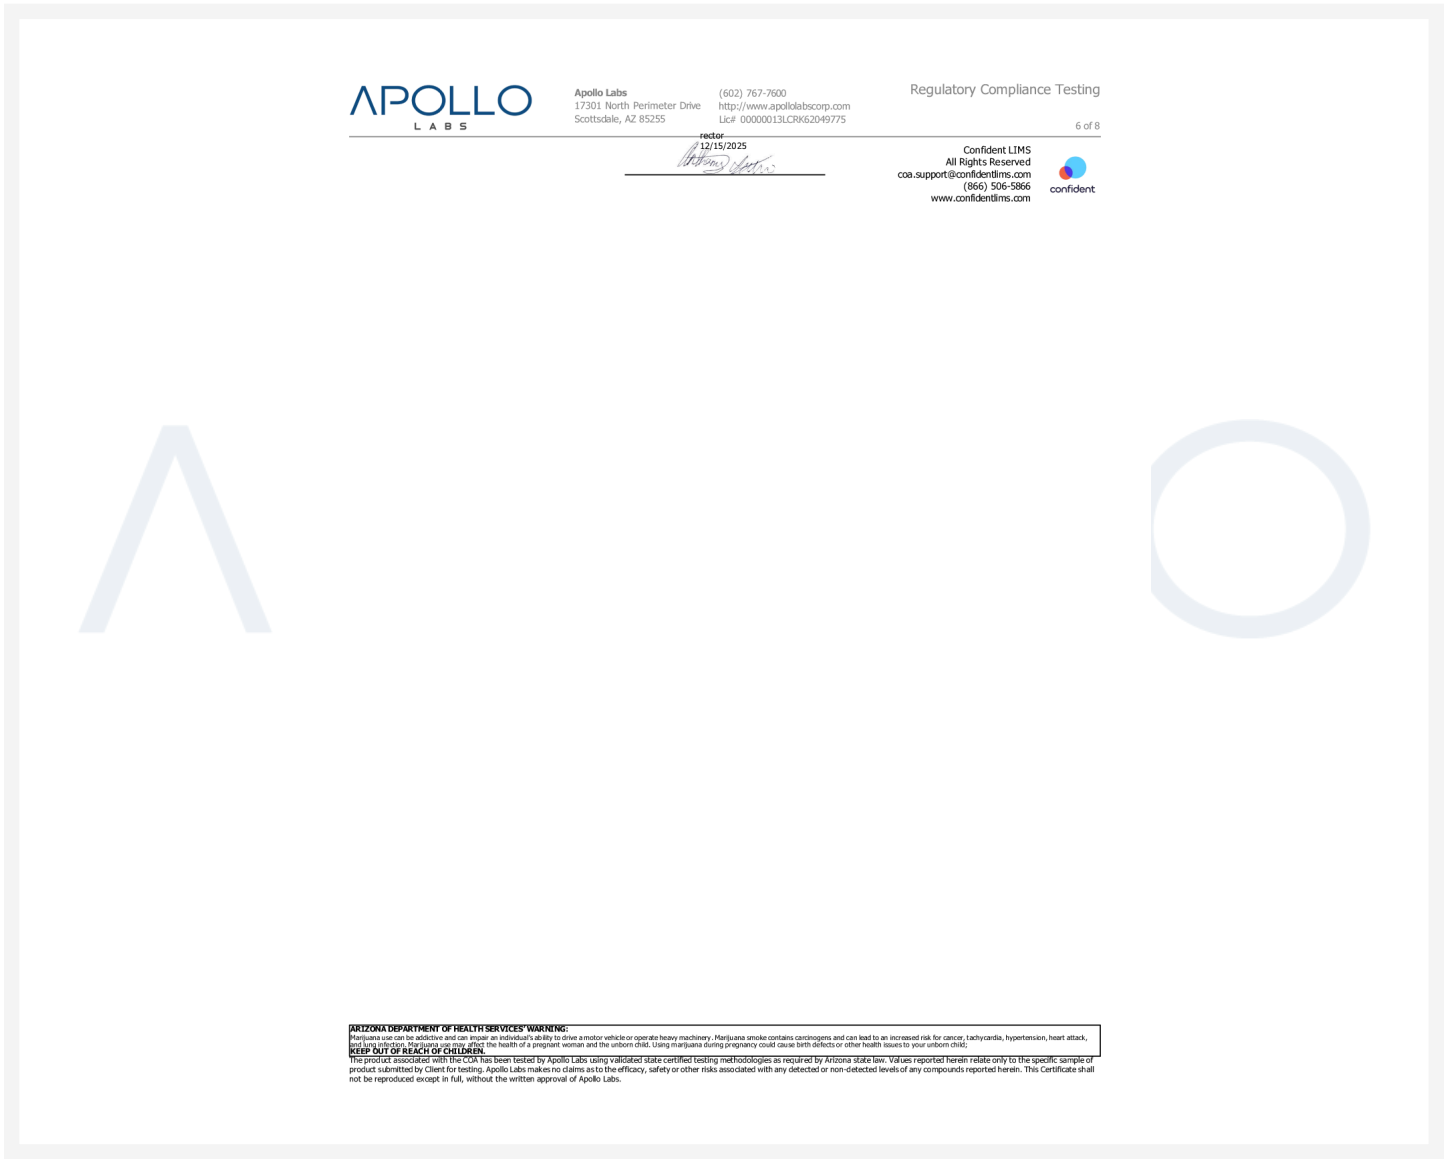 APOLLO
LABS
Apollo Labs
17301 North Perimeter Drive
Scottsdale, AZ 85255
(602) 767-7600
http://www.apollolabscorp.com
Lic# 00000013LCRK62049775
Regulatory Compliance Testing
6 of 8
rector
12/15/2025
Confident LIMS
All Rights Reserved
coa.support@confidentlims.com
(866) 506-5866
www.confidentlims.com
confident
ARIZONA DEPARTMENT OF HEALTH SERVICES' WARNING:
Marijuana use can be addictive and can impair an individual's ability to drive a motor vehicle or operate heavy machinery. Marijuana smoke contains carcinogens and can lead to an increased risk for cancer, tachycardia, hypertension, heart attack,
and lung infection. Marijuana use may affect the health of a pregnant woman and the unborn child. Using marijuana during pregnancy could cause birth defects or other health issues to your unborn child;
KEEP OUT OF REACH OF CHILDREN.
The product associated with the COA has been tested by Apollo Labs using validated state certified testing methodologies as required by Arizona state law. Values reported herein relate only to the specific sample of
product submitted by Client for testing. Apollo Labs makes no claims as to the efficacy, safety or other risks associated with any detected or non-detected levels of any compounds reported herein. This Certificate shall
not be reproduced except in full, without the written approval of Apollo Labs.